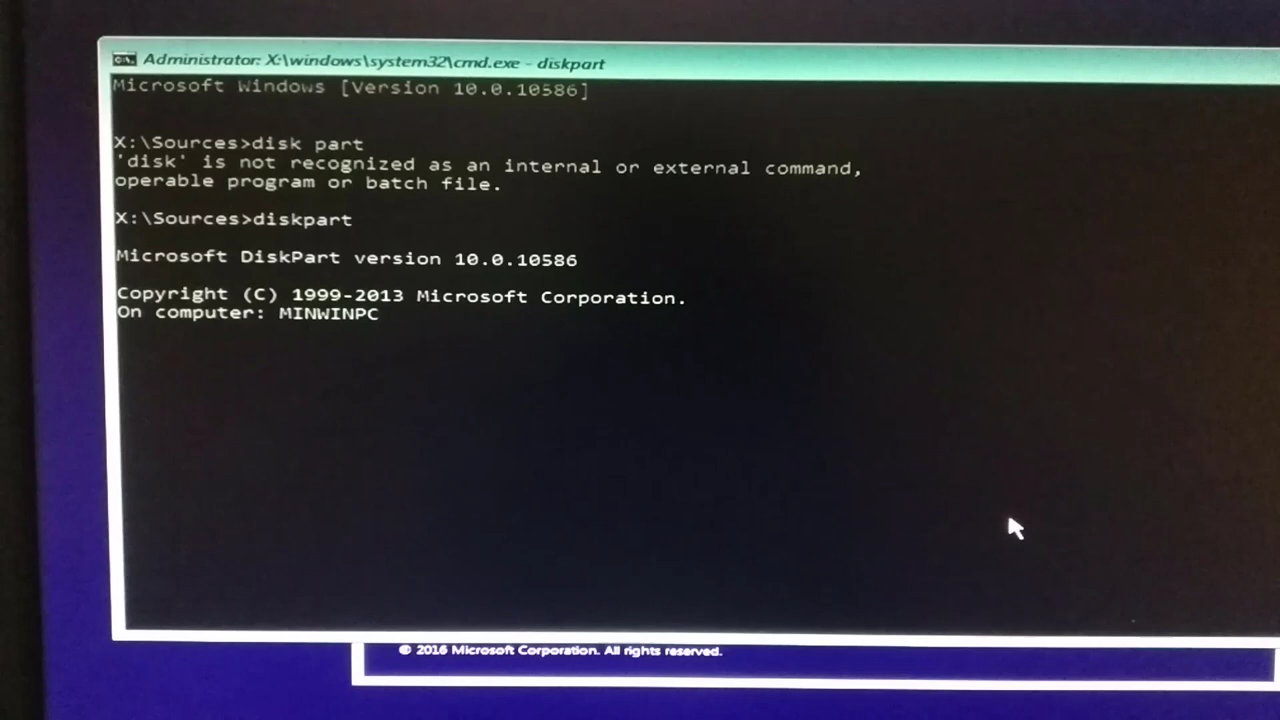 Administrator: X:\windows\system32\cmd.exe - diskpart
Microsoft Windows [Version 10.0.10586]
X:\Sources>disk part
'disk' is not recognized as an internal or external command,
operable program or batch file.
X:\Sources>diskpart
Microsoft DiskPart version 10.0.10586
Copyright (C) 1999-2013 Microsoft Corporation.
On computer: MINWINPC
© 2016 Microsoft Corporation. All rights reserved.